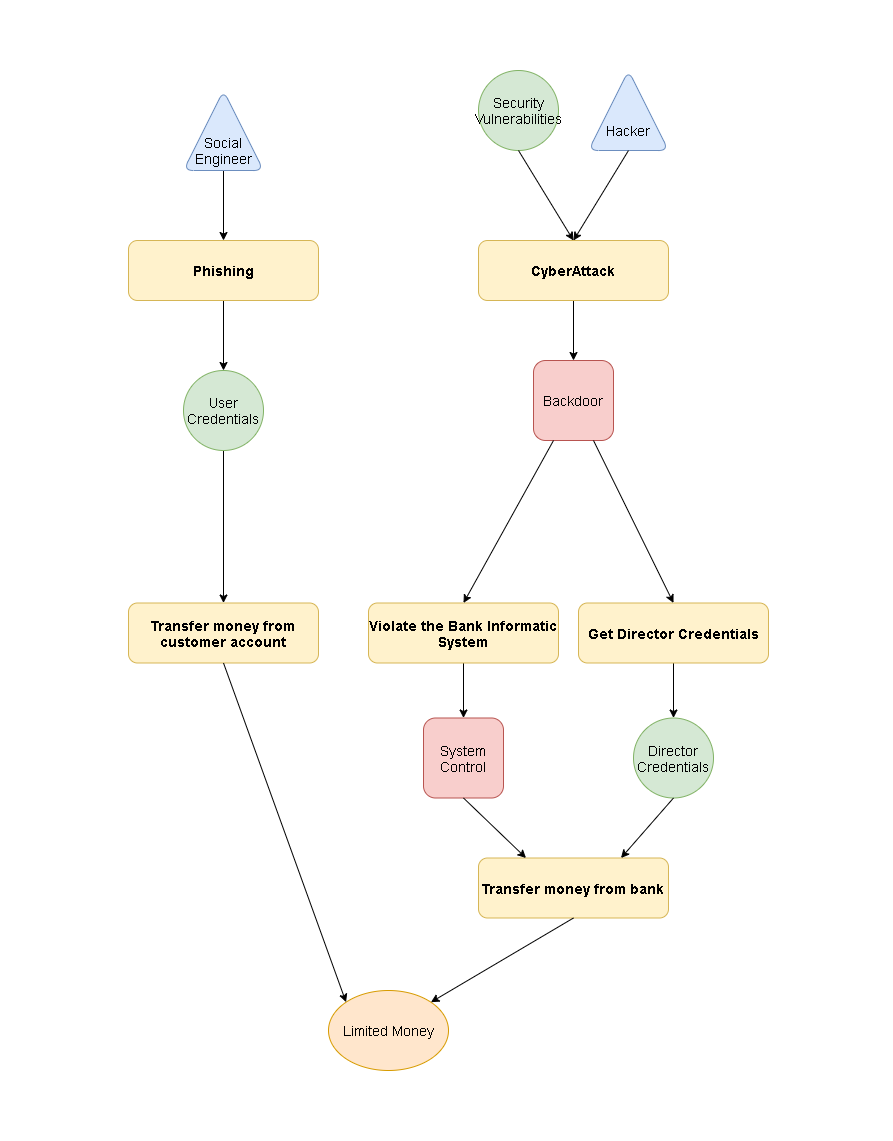 Security
Vulnerabilities
Hacker
Social
Engineer
Phishing
CyberAttack
User
Credentials
Backdoor
Transfer money from
customer account
Violate the Bank Informatic
System
Get Director Credentials
System
Control
Director
Credentials
Transfer money from bank
Limited Money